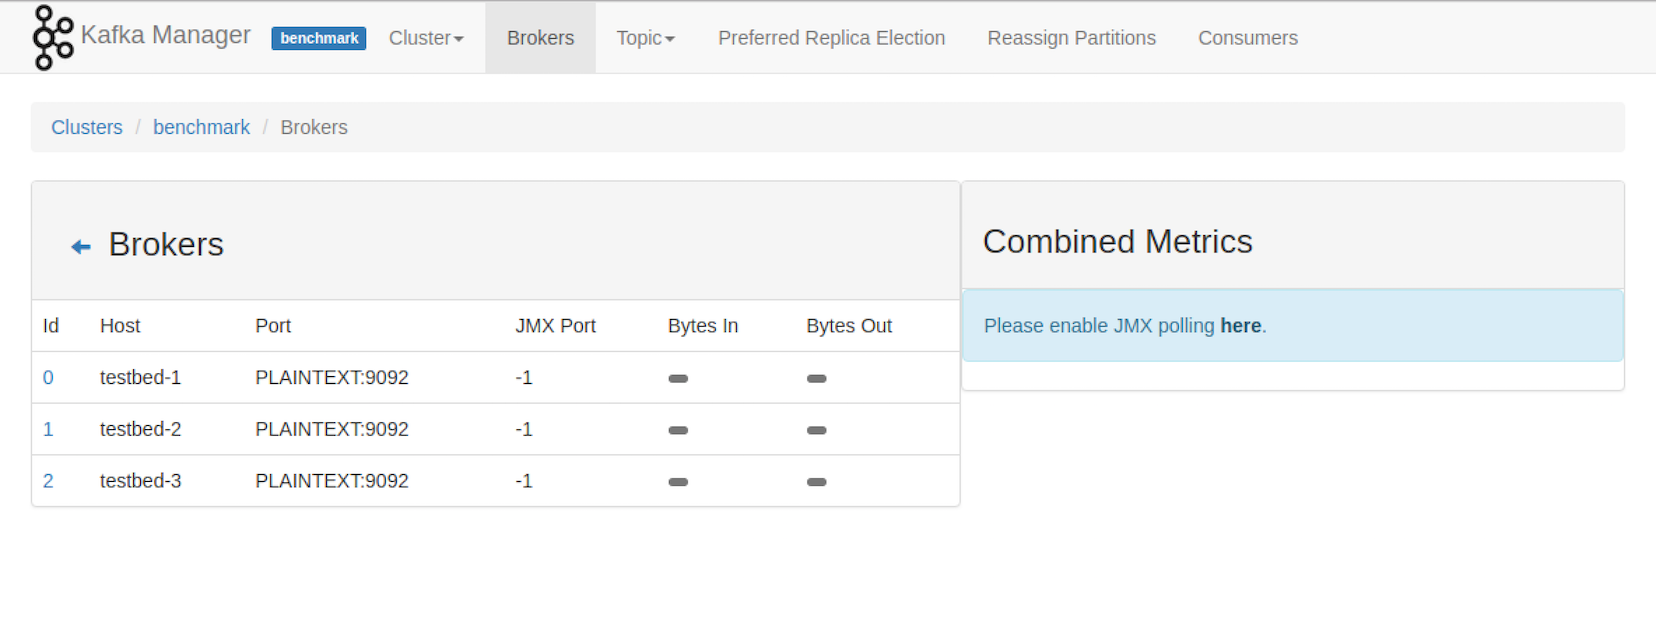 Kafka Manager benchmark Cluster Brokers Topic Preferred Replica Election Reassign Partitions Consumers
Clusters / benchmark / Brokers
Brokers
Id Host Port JMX Port Bytes In Bytes Out
0 testbed-1 PLAINTEXT:9092 -1
1 testbed-2 PLAINTEXT:9092 -1
2 testbed-3 PLAINTEXT:9092 -1
Combined Metrics
Please enable JMX polling here.